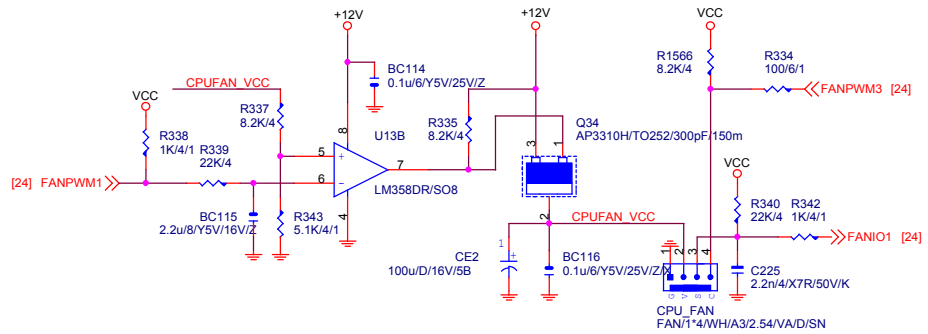 +12V
+12V
VCC
BC114
0.1u/6/Y5V/25V/Z
R1566
8.2K/4
R334
100/6/1
FANPWM3 [24]
CPUFAN_VCC
VCC
R337
8.2K/4
R338
1K/4/1
R339
22K/4
U13B
8
5
+
6
−
7
4
LM358DR/SO8
R335
8.2K/4
Q34
AP3310H/TO252/300pF/150m
3
1
2
[24] FANPWM1
BC115
2.2u/8/Y5V/16V/Z
R343
5.1K/4/1
CPUFAN_VCC
VCC
R340
22K/4
R342
1K/4/1
FANIO1 [24]
1
+
CE2
100u/D/16V/5B
BC116
0.1u/6/Y5V/25V/Z/X
1
2
3
4
G
V
S
C
C225
2.2n/4/X7R/50V/K
CPU_FAN
FAN/1*4/WH/A3/2.54/VA/D/SN